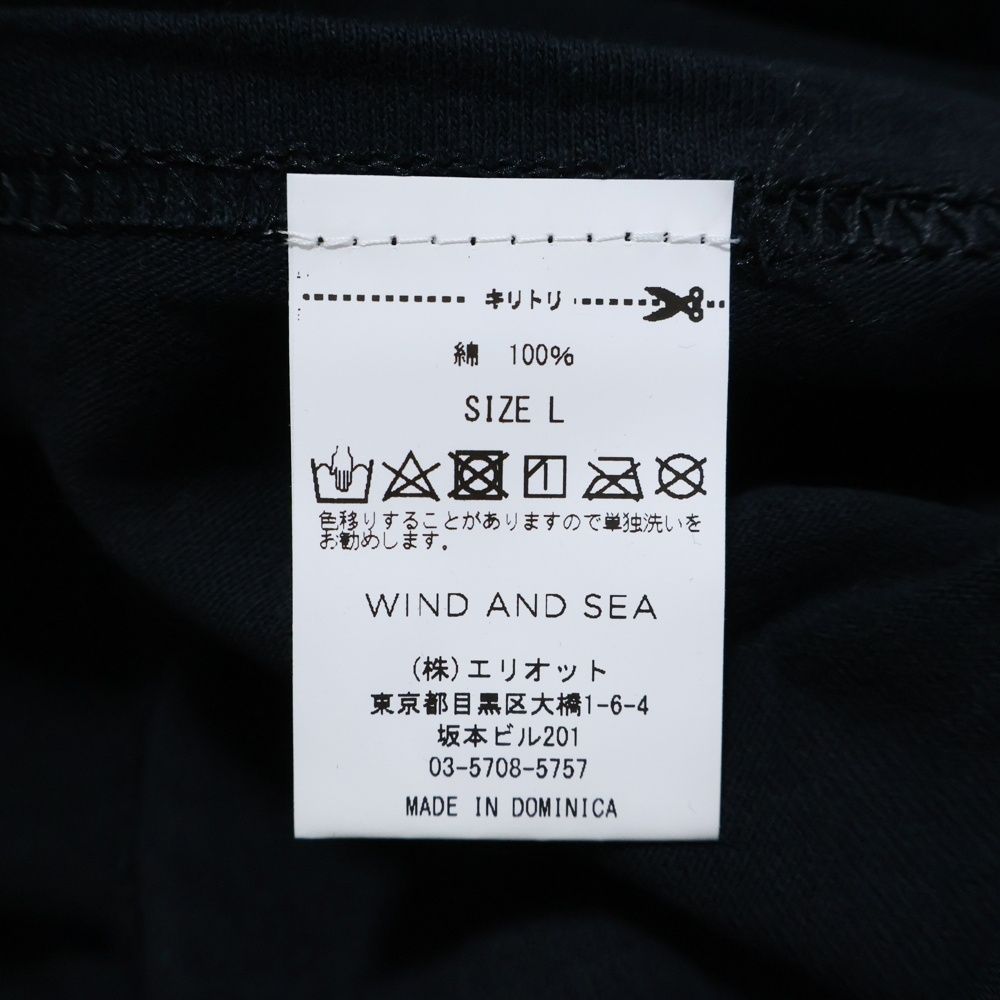 キリトリ
綿 100%
SIZE L
色移りすることがありますので単独洗いを
お勧めします。
WIND AND SEA
(株)エリオット
東京都目黒区大橋1-6-4
坂本ビル201
03-5708-5757
MADE IN DOMINICA